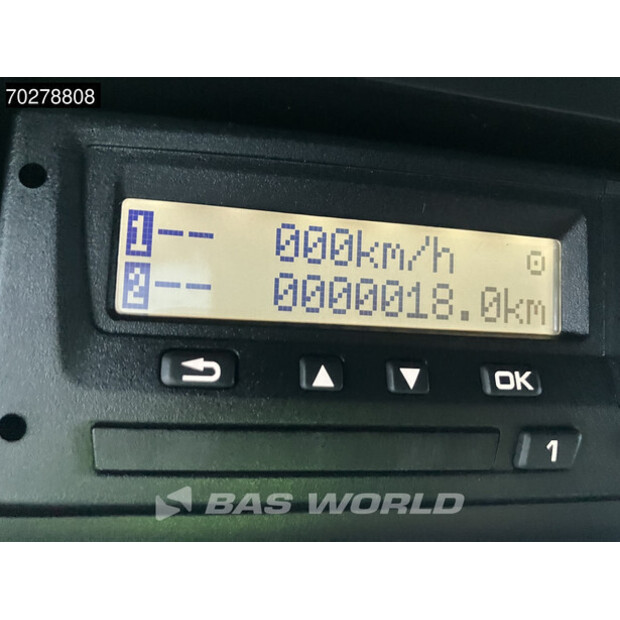 70278808
1-- 000km/h
2-- 0000018.0km
OK
1
BAS WORLD